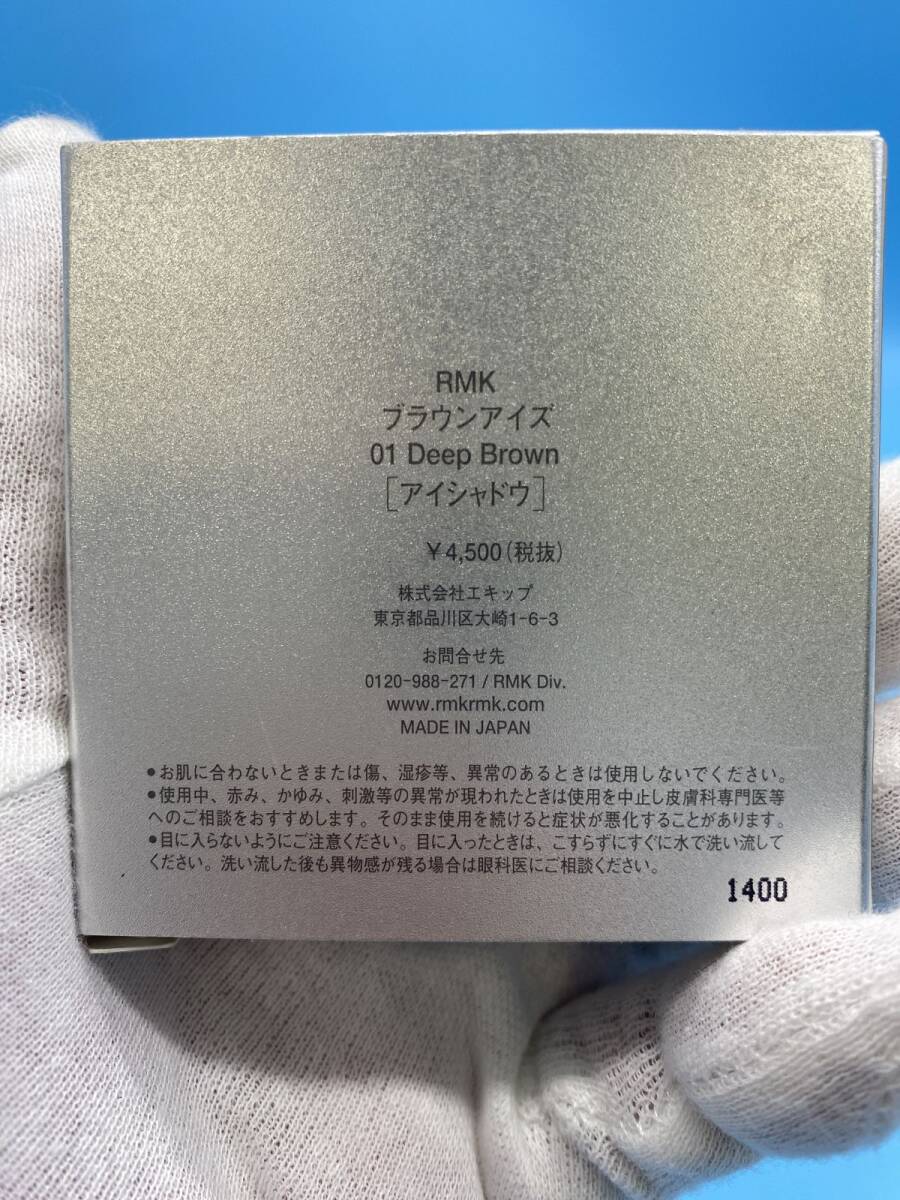 RMK
ブラウンアイズ
01 Deep Brown
[アイシャドウ]
￥4,500(税抜)
株式会社エキップ
東京都品川区大崎1-6-3
お問合せ先
0120-988-271 / RMK Div.
www.rmkrmk.com
MADE IN JAPAN
•お肌に合わないときまたは傷、湿疹等、異常のあるときは使用しないでください。
•使用中、赤み、かゆみ、刺激等の異常が現われたときは使用を中止し皮膚科専門医等
へのご相談をおすすめします。そのまま使用を続けると症状が悪化することがあります。
•目に入らないようにご注意ください。目に入ったときは、こすらずにすぐに水で洗い流して
ください。洗い流した後も異物感が残る場合は眼科医にご相談ください。
1400